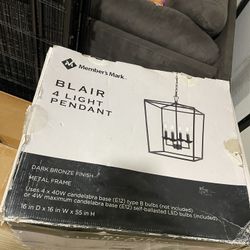 Member's Mark
BLAIR
4 LIGHT
PENDANT
DARK BRONZE FINISH
METAL FRAME
Uses 4 x 40W candelabra base (E12) type B bulbs (not included)
or 4W maximum candelabra base (E12) self-ballasted LED bulbs (included)
16 in D x 16 in W x 55 in H